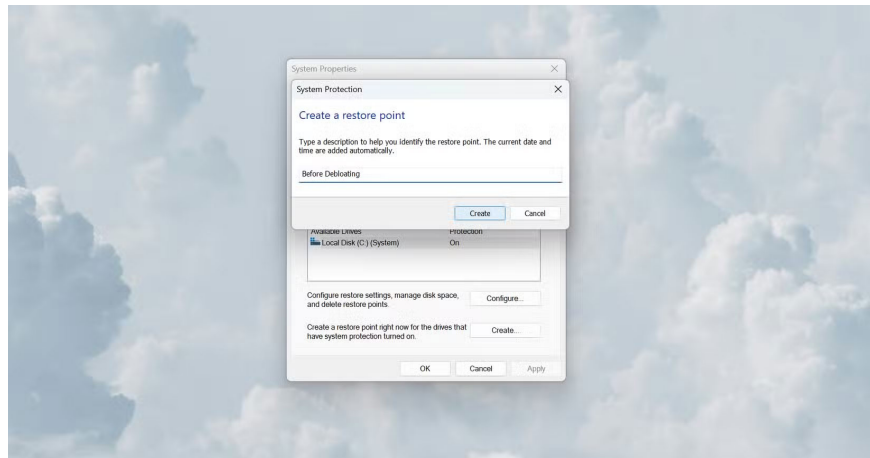 System Properties
System Protection
Create a restore point
Type a description to help you identify the restore point. The current date and
time are added automatically.
Before Debloating
Create Cancel
Available Drives Protection
Local Disk (C:) (System) On
Configure restore settings, manage disk space,
and delete restore points.
Configure...
Create a restore point right now for the drives that
have system protection turned on.
Create...
OK Cancel Apply